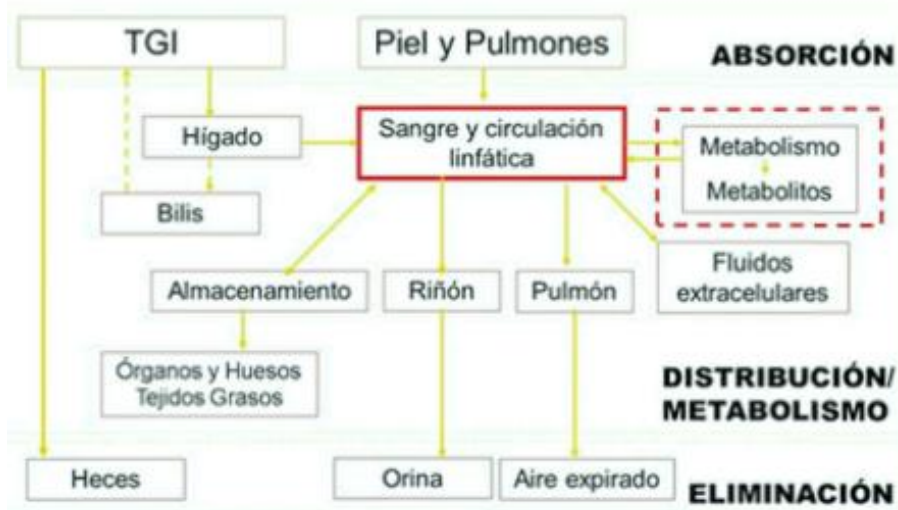 TGI
Piel y Pulmones
ABSORCIÓN
Hígado
Sangre y circulación
linfática
Metabolismo
Metabolitos
Bilis
Almacenamiento
Riñón
Pulmón
Fluidos
extracelulares
Órganos y Huesos
Tejidos Grasos
DISTRIBUCIÓN/
METABOLISMO
Heces
Orina
Aire expirado
ELIMINACIÓN